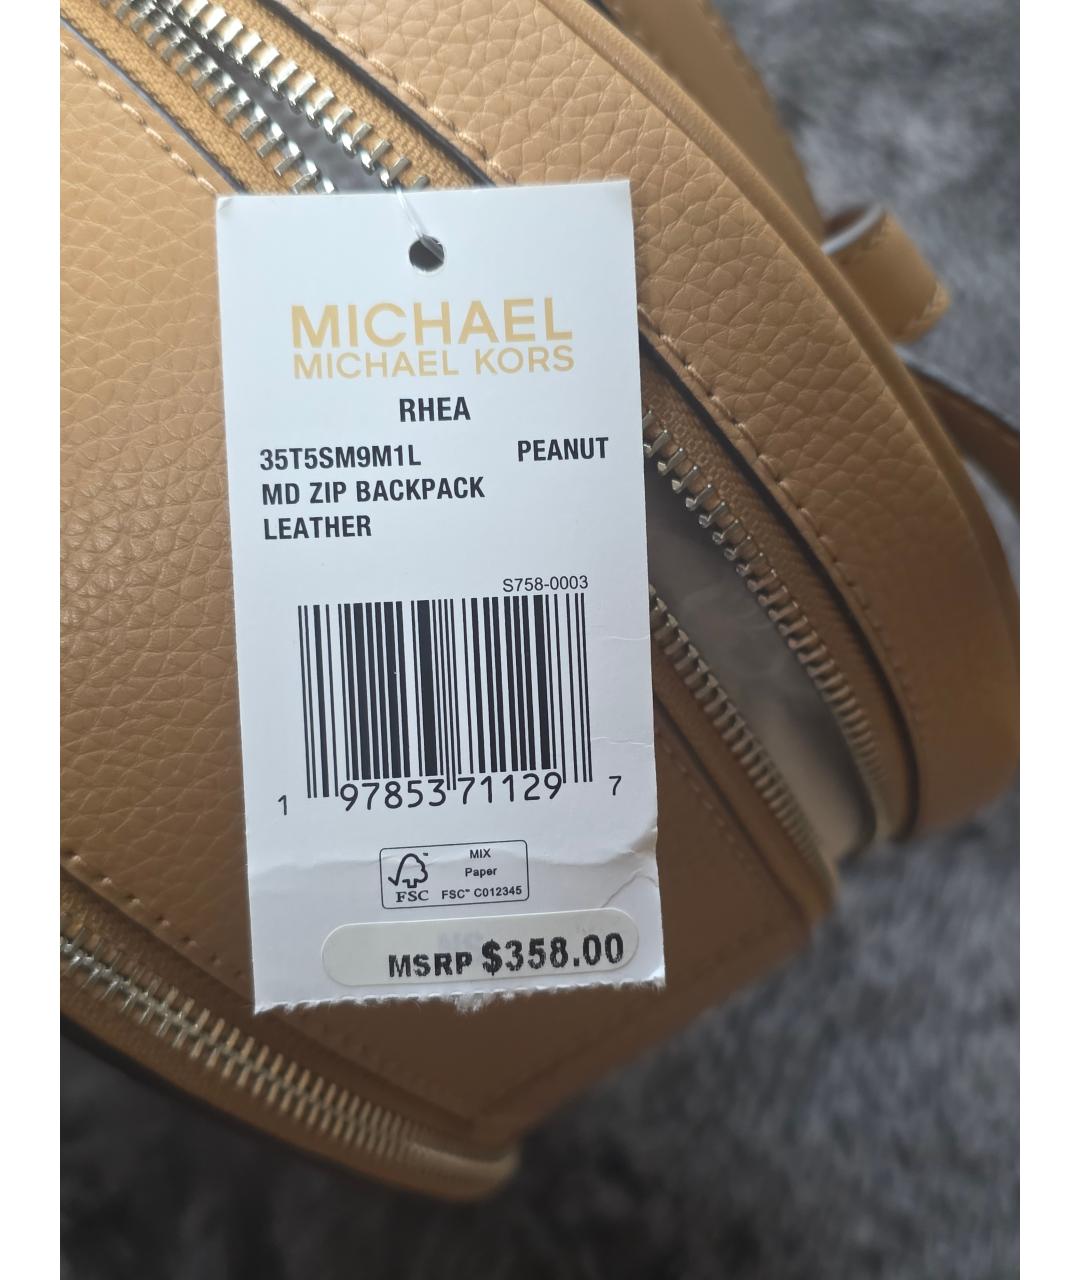 MICHAEL
MICHAEL KORS
RHEA
35T5SM9M1L PEANUT
MD ZIP BACKPACK
LEATHER
S758-0003
1 97853 71129 7
MIX
Paper
FSC™ C012345
FSC
MSRP $358.00